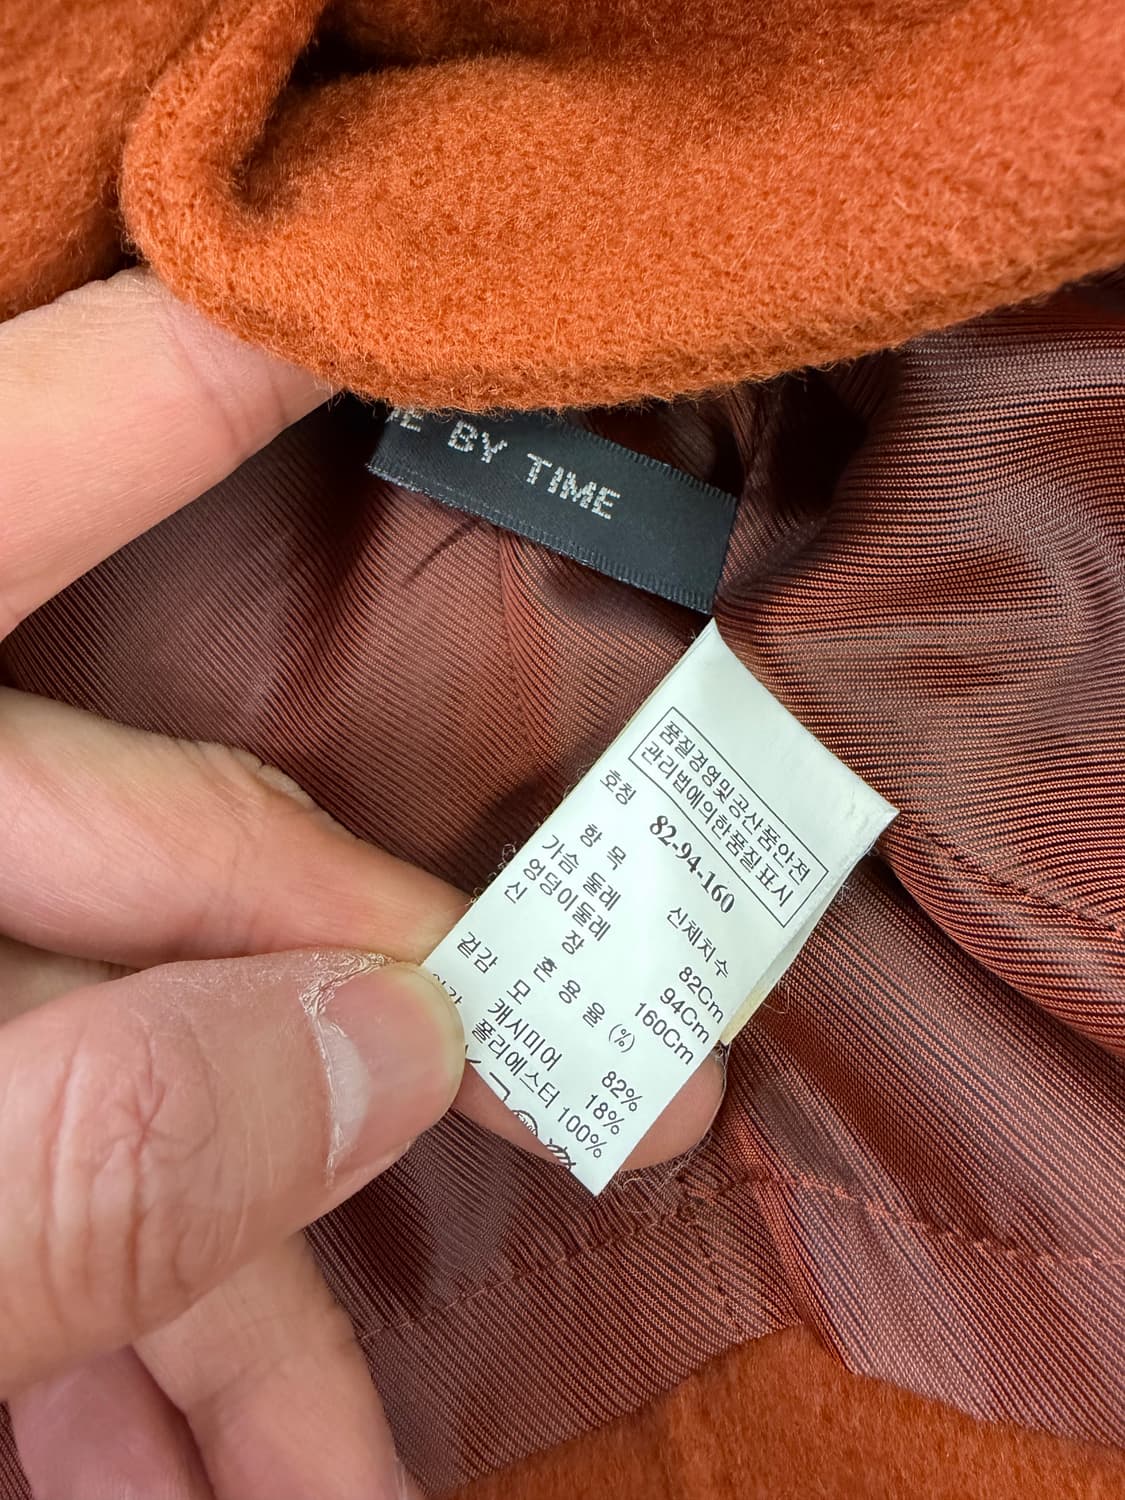 BY TIME
품질경영및공산품안전
관리법에의한품질표시
호칭 82-94-160
항 목 신체치수
가슴 둘레 82Cm
엉덩이둘레 94Cm
신 장 160Cm
혼 용 율 (%)
겉감 모 82%
캐시미어 18%
폴리에스터 100%